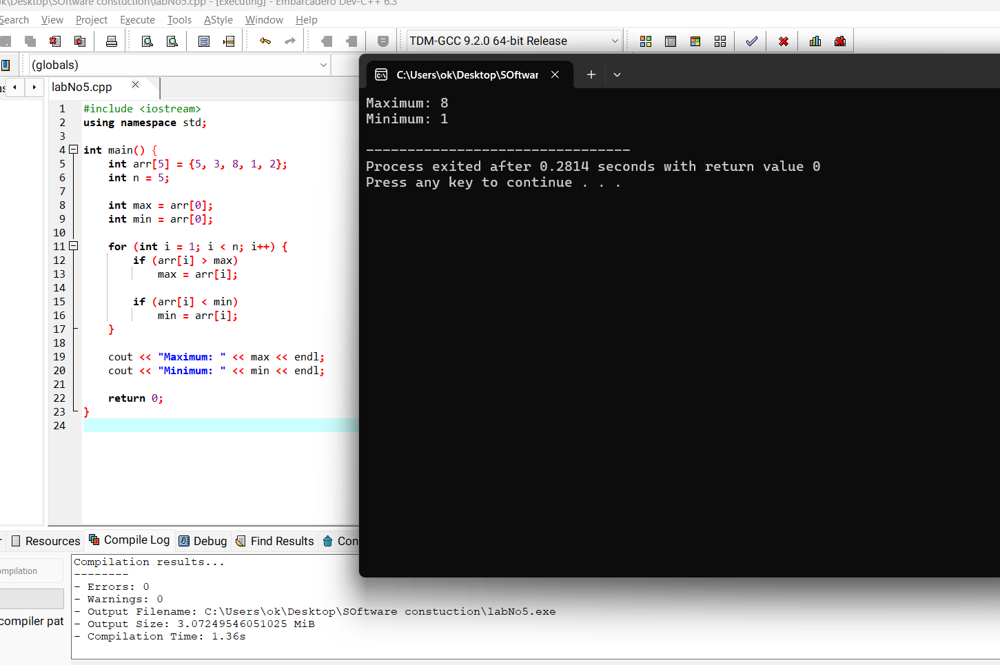 ok\Desktop\SOftware constuction\labNo5.cpp - [Executing] - Embarcadero Dev-C++ 6.3
Search View Project Execute Tools AStyle Window Help
TDM-GCC 9.2.0 64-bit Release
(globals)
labNo5.cpp
1 #include <iostream>
2 using namespace std;
3
4 int main() {
5 int arr[5] = {5, 3, 8, 1, 2};
6 int n = 5;
7
8 int max = arr[0];
9 int min = arr[0];
10
11 for (int i = 1; i < n; i++) {
12 if (arr[i] > max)
13 max = arr[i];
14
15 if (arr[i] < min)
16 min = arr[i];
17 }
18
19 cout << "Maximum: " << max << endl;
20 cout << "Minimum: " << min << endl;
21
22 return 0;
23 }
24
C:\Users\ok\Desktop\SOftwar
Maximum: 8
Minimum: 1
--------------------------------
Process exited after 0.2814 seconds with return value 0
Press any key to continue . . .
Resources Compile Log Debug Find Results Con
ompilation
compiler pat
Compilation results...
--------
- Errors: 0
- Warnings: 0
- Output Filename: C:\Users\ok\Desktop\SOftware constuction\labNo5.exe
- Output Size: 3.07249546051025 MiB
- Compilation Time: 1.36s